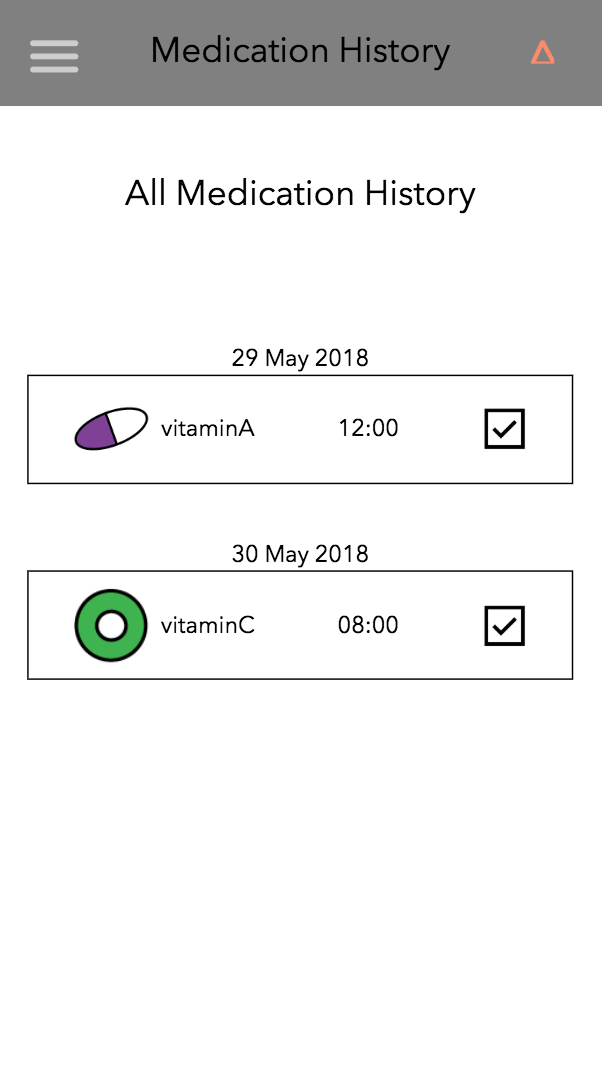 Medication History
All Medication History
29 May 2018
vitaminA 12:00
30 May 2018
vitaminC 08:00